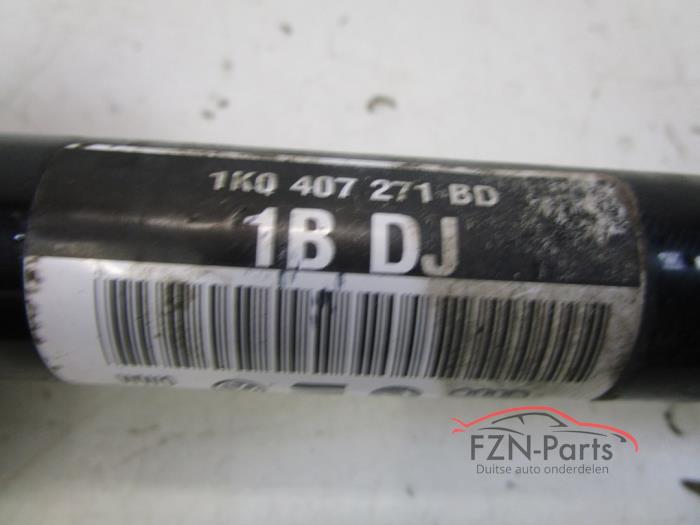 1K0 407 271 BD
1B DJ
FZN-Parts
Duitse auto onderdelen